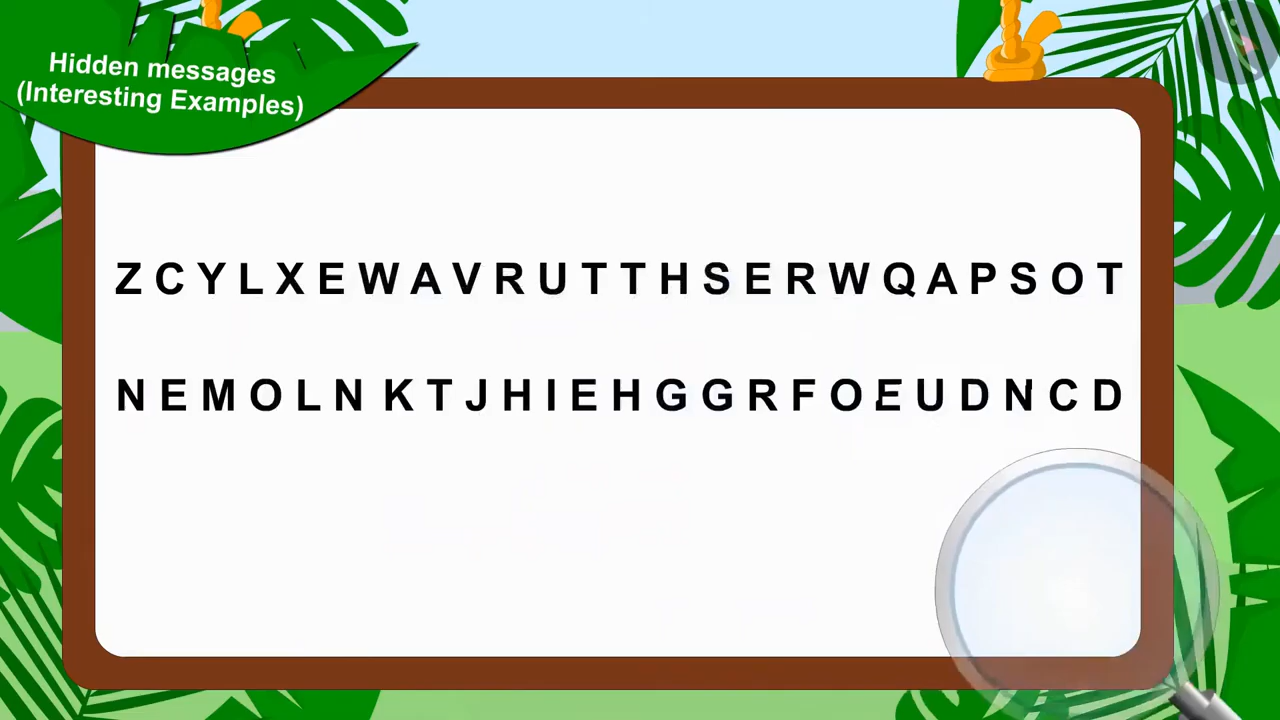 Hidden messages
(Interesting Examples)
Z C Y L X E W A V R U T T H S E R W Q A P S O T
N E M O L N K T J H I E H G G R F O E U D N C D